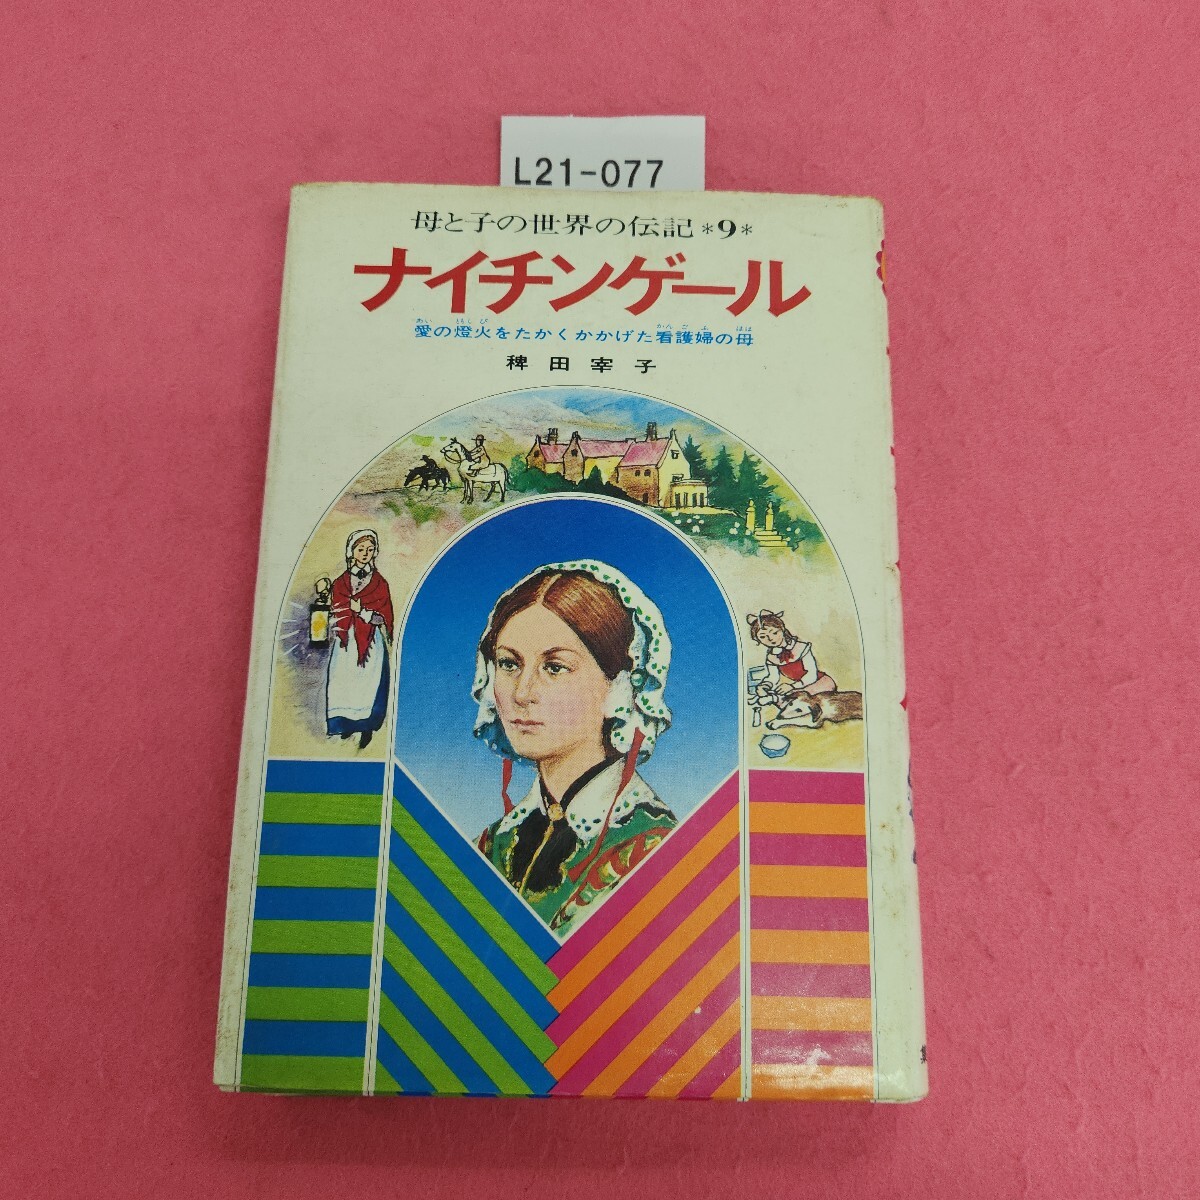 L21-077
母と子の世界の伝記*9*
ナイチンゲール
愛の燈火をたかくかかげた看護婦の母
稗田宰子